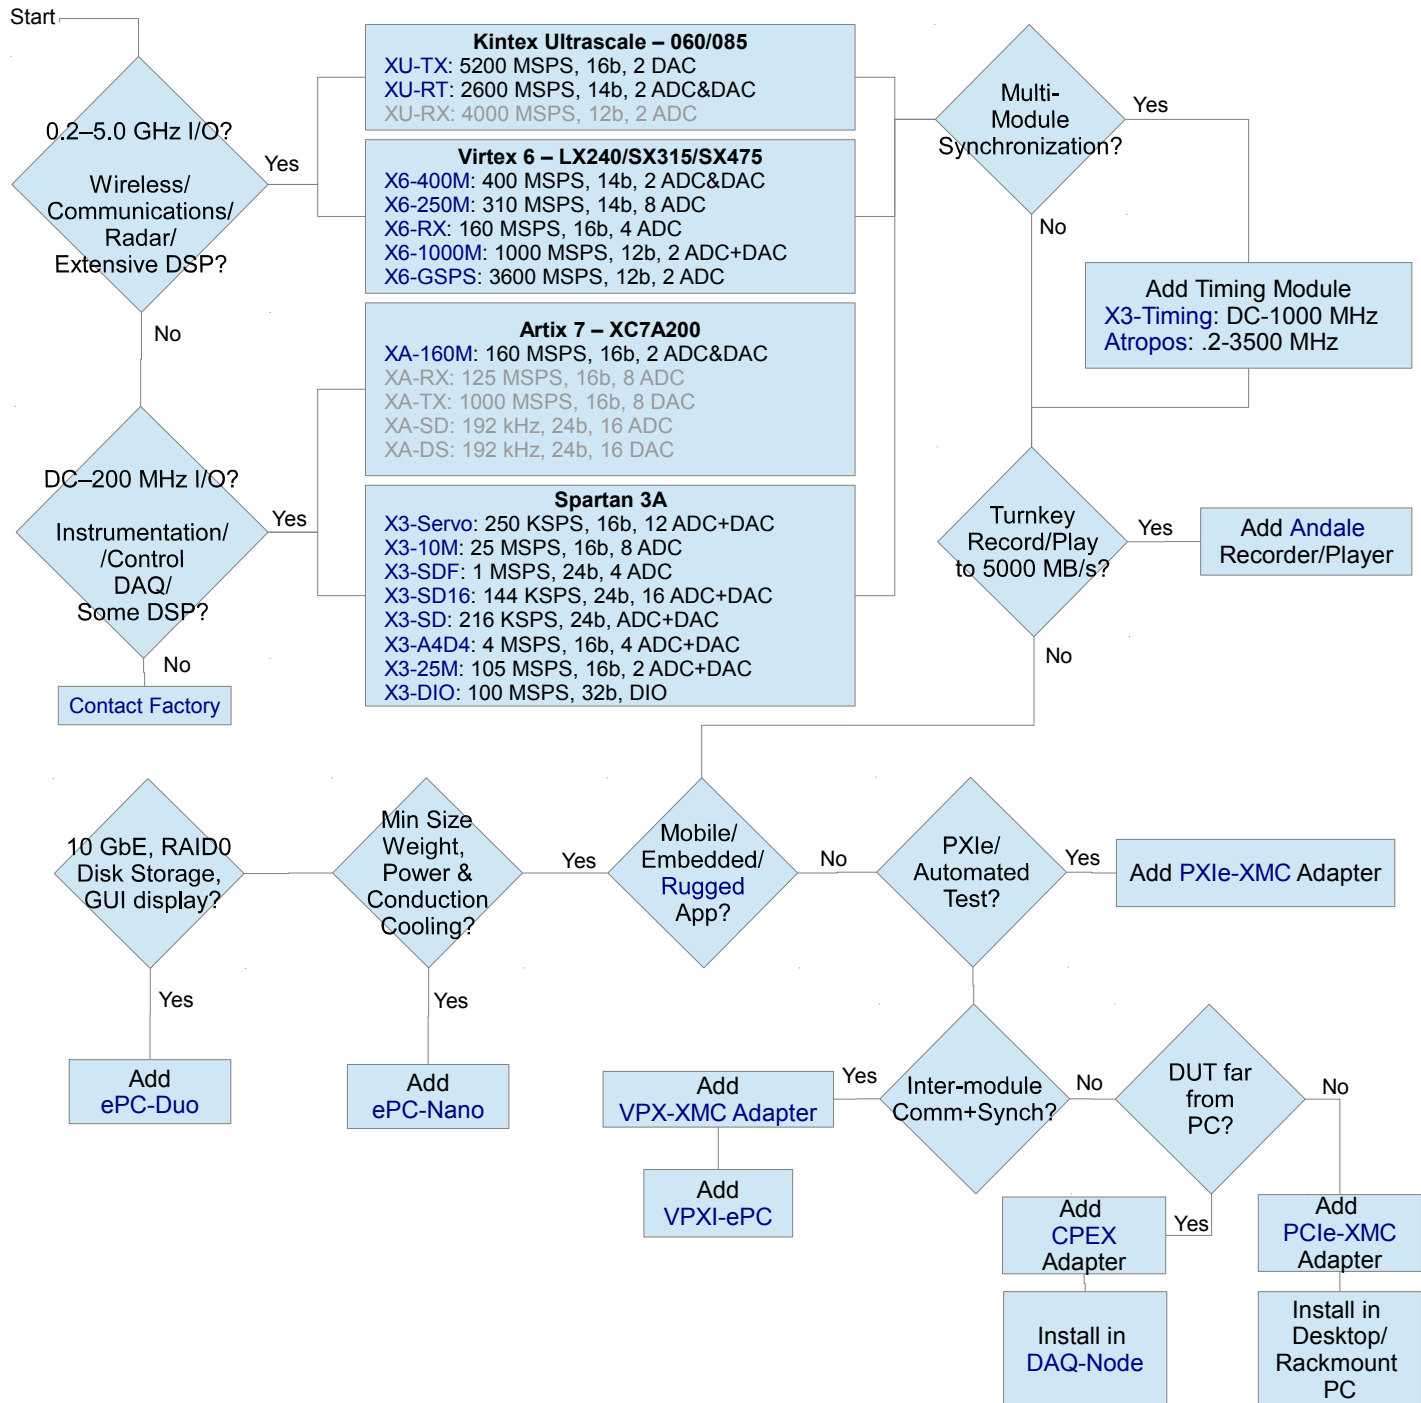 Start
0.2–5.0 GHz I/O?
Wireless/
Communications/
Radar/
Extensive DSP?
Yes
No
Kintex Ultrascale – 060/085
XU-TX: 5200 MSPS, 16b, 2 DAC
XU-RT: 2600 MSPS, 14b, 2 ADC&DAC
XU-RX: 4000 MSPS, 12b, 2 ADC
Virtex 6 – LX240/SX315/SX475
X6-400M: 400 MSPS, 14b, 2 ADC&DAC
X6-250M: 310 MSPS, 14b, 8 ADC
X6-RX: 160 MSPS, 16b, 4 ADC
X6-1000M: 1000 MSPS, 12b, 2 ADC+DAC
X6-GSPS: 3600 MSPS, 12b, 2 ADC
Multi-
Module
Synchronization?
Yes
No
Add Timing Module
X3-Timing: DC-1000 MHz
Atropos: .2-3500 MHz
DC–200 MHz I/O?
Instrumentation/
/Control
DAQ/
Some DSP?
Yes
No
Contact Factory
Artix 7 – XC7A200
XA-160M: 160 MSPS, 16b, 2 ADC&DAC
XA-RX: 125 MSPS, 16b, 8 ADC
XA-TX: 1000 MSPS, 16b, 8 DAC
XA-SD: 192 kHz, 24b, 16 ADC
XA-DS: 192 kHz, 24b, 16 DAC
Spartan 3A
X3-Servo: 250 KSPS, 16b, 12 ADC+DAC
X3-10M: 25 MSPS, 16b, 8 ADC
X3-SDF: 1 MSPS, 24b, 4 ADC
X3-SD16: 144 KSPS, 24b, 16 ADC+DAC
X3-SD: 216 KSPS, 24b, ADC+DAC
X3-A4D4: 4 MSPS, 16b, 4 ADC+DAC
X3-25M: 105 MSPS, 16b, 2 ADC+DAC
X3-DIO: 100 MSPS, 32b, DIO
Turnkey
Record/Play
to 5000 MB/s?
Yes
No
Add Andale
Recorder/Player
10 GbE, RAID0
Disk Storage,
GUI display?
Yes
Add
ePC-Duo
Min Size
Weight,
Power &
Conduction
Cooling?
Yes
Add
ePC-Nano
Yes
Mobile/
Embedded/
Rugged
App?
No
PXIe/
Automated
Test?
Yes
Add PXIe-XMC Adapter
Add
VPX-XMC Adapter
Yes
Add
VPXI-ePC
Inter-module
Comm+Synch?
No
DUT far
from
PC?
No
Yes
Add
CPEX
Adapter
Install in
DAQ-Node
Add
PCIe-XMC
Adapter
Install in
Desktop/
Rackmount
PC